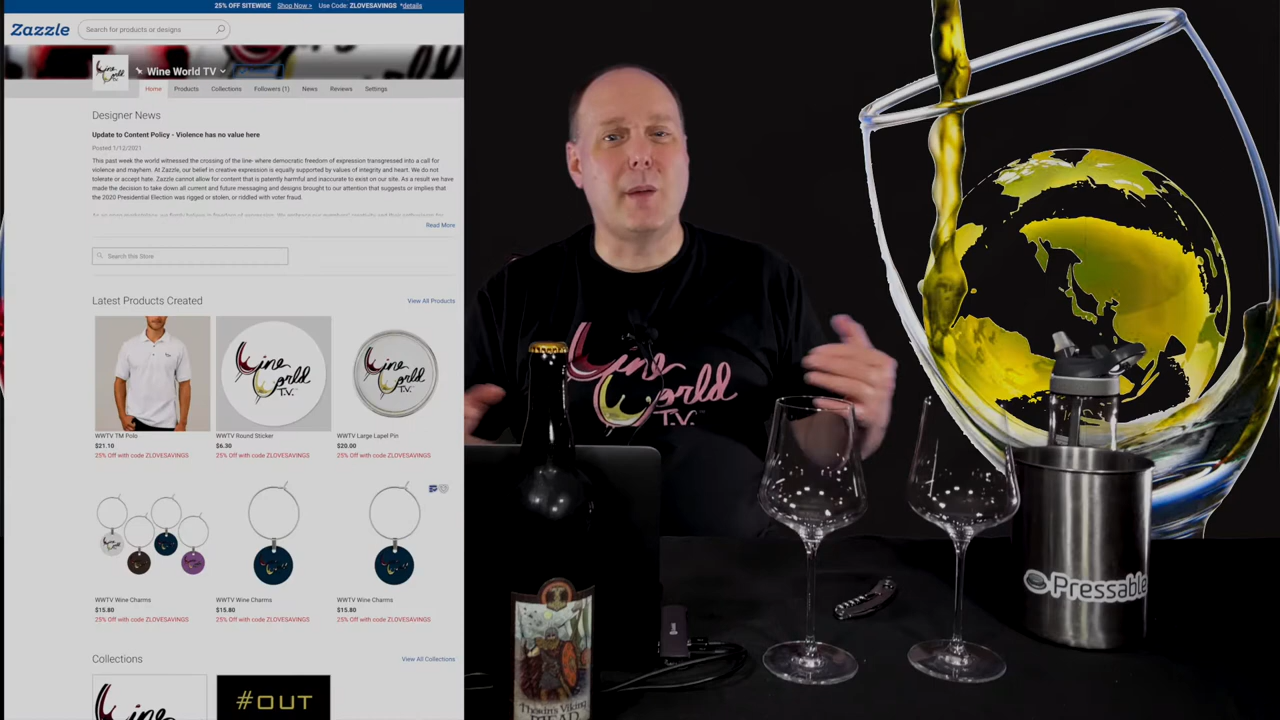 25% OFF SITEWIDE Shop Now > Use Code: ZLOVESAVINGS *details
Zazzle
Search for products or designs
Wine World TV
Wine World TV
Home Products Collections Followers (1) News Reviews Settings
Designer News
Update to Content Policy - Violence has no value here
Posted 1/12/2021
This past week the world witnessed the crossing of the line- where democratic freedom of expression transgressed into a call for
violence and mayhem. At Zazzle, our belief in creative expression is equally supported by values of integrity and heart. We do not
tolerate or accept hate. Zazzle cannot allow for content that is patently harmful and inaccurate to exist on our site. As a result we have
made the decision to take down all current and future messaging and designs brought to our attention that suggests or implies that
the 2020 Presidential Election was rigged or stolen, or riddled with voter fraud.
Read More
Search this Store
Latest Products Created
View All Products
Wine World T.V.
Wine World T.V.
WWTV TM Polo
$21.10
25% Off with code ZLOVESAVINGS
WWTV Round Sticker
$6.30
25% Off with code ZLOVESAVINGS
WWTV Large Lapel Pin
$20.00
25% Off with code ZLOVESAVINGS
WWTV Wine Charms
$15.80
25% Off with code ZLOVESAVINGS
WWTV Wine Charms
$15.80
25% Off with code ZLOVESAVINGS
WWTV Wine Charms
$15.80
25% Off with code ZLOVESAVINGS
Collections
View All Collections
#OUT
Wine
World
T.V.™
Pressable
Viking
MEAD